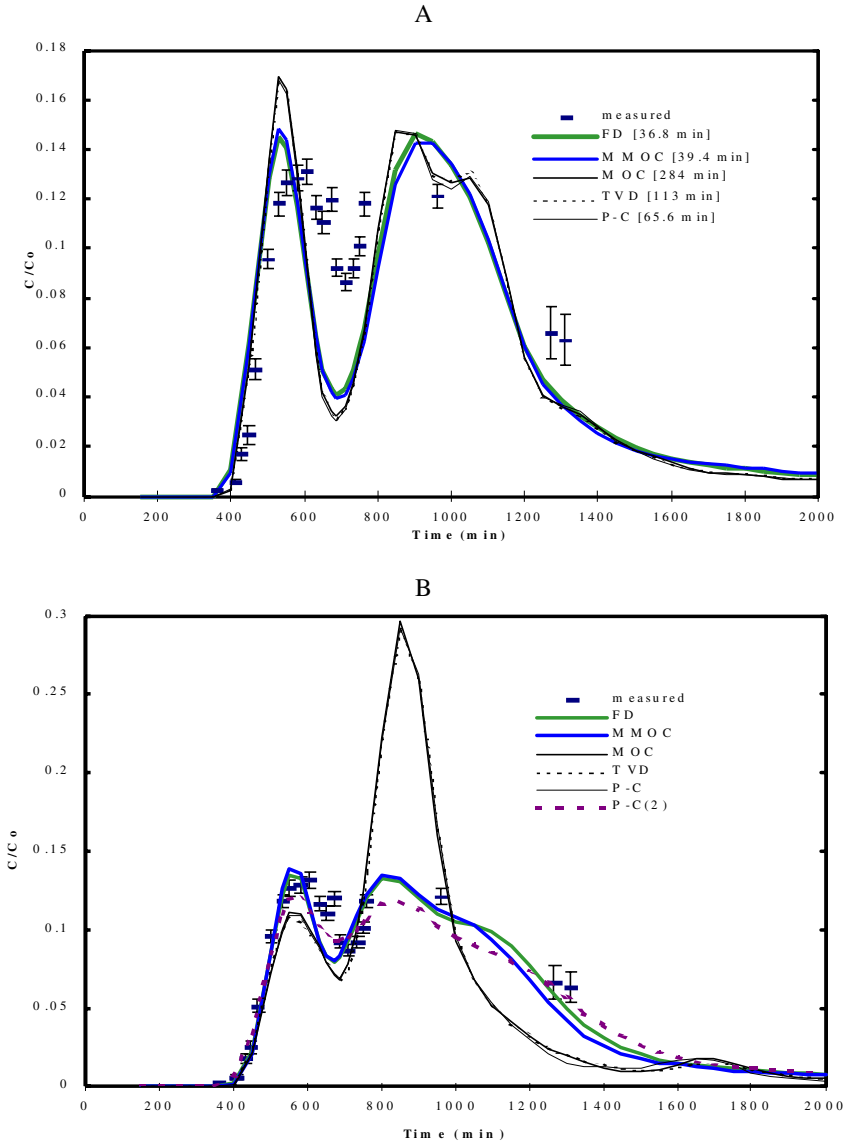 A
0.18
0.16
0.14
0.12
0.1
0.08
0.06
0.04
0.02
0
C/Co
measured
FD [36.8 min]
MMOC [39.4 min]
MOC [284 min]
TVD [113 min]
P-C [65.6 min]
0 200 400 600 800 1000 1200 1400 1600 1800 2000
Time (min)
B
0.3
0.25
0.2
0.15
0.1
0.05
0
C/Co
measured
FD
MMOC
MOC
TVD
P-C
P-C(2)
0 200 400 600 800 1000 1200 1400 1600 1800 2000
Time (min)